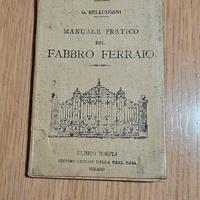 G. BELLUOMINI
MANUALE PRATICO
DEL
FABBRO FERRAIO
ULRICO HOEPLI
EDITORE-LIBRAIO DELLA REAL CASA
MILANO